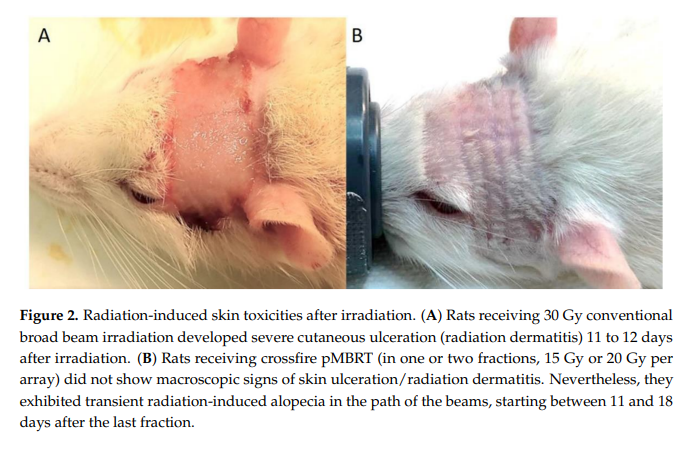 A
B
Figure 2. Radiation-induced skin toxicities after irradiation. (A) Rats receiving 30 Gy conventional
broad beam irradiation developed severe cutaneous ulceration (radiation dermatitis) 11 to 12 days
after irradiation. (B) Rats receiving crossfire pMBRT (in one or two fractions, 15 Gy or 20 Gy per
array) did not show macroscopic signs of skin ulceration/radiation dermatitis. Nevertheless, they
exhibited transient radiation-induced alopecia in the path of the beams, starting between 11 and 18
days after the last fraction.